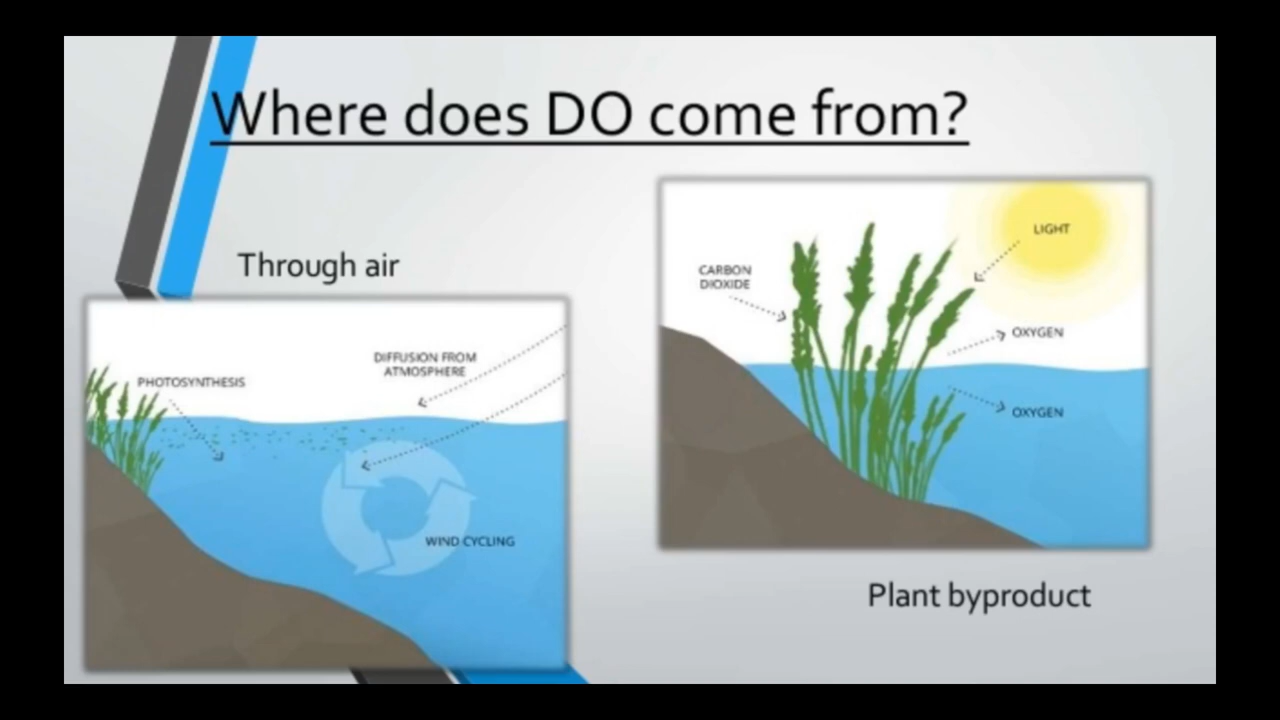 Where does DO come from?
Through air
PHOTOSYNTHESIS
DIFFUSION FROM
ATMOSPHERE
WIND CYCLING
CARBON
DIOXIDE
LIGHT
OXYGEN
OXYGEN
Plant byproduct